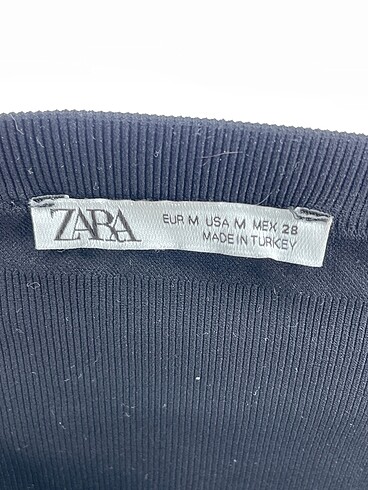 ZARA
EUR M USA M MEX 28
MADE IN TURKEY